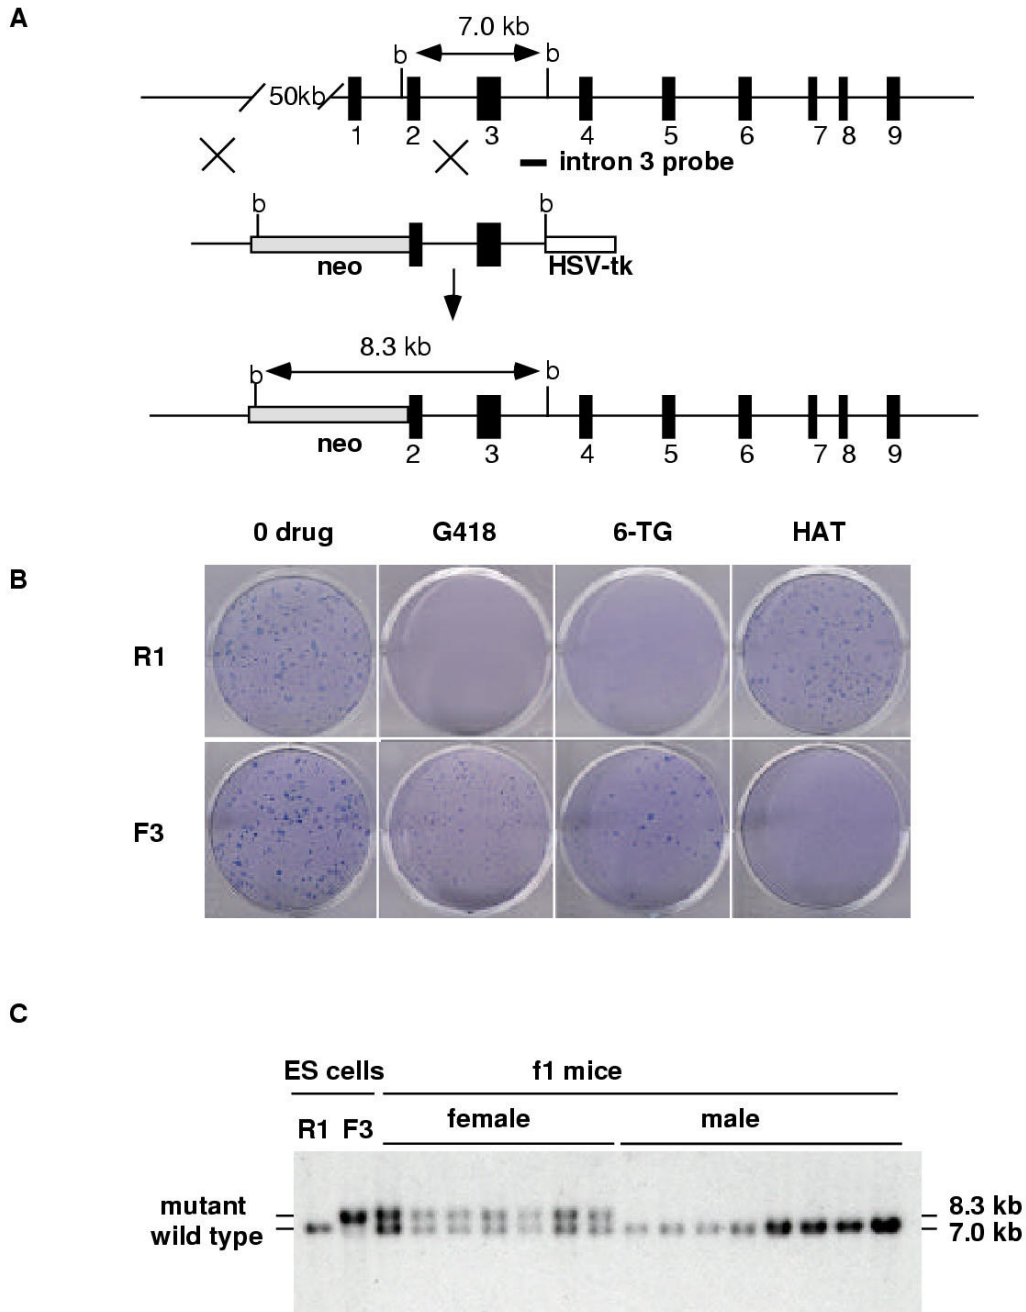 A
7.0 kb
b b
50kb
1 2 3 4 5 6 7 8 9
intron 3 probe
b b
neo HSV-tk
8.3 kb
b b
neo 2 3 4 5 6 7 8 9
0 drug G418 6-TG HAT
B
R1
F3
C
ES cells f1 mice
R1 F3 female male
mutant 8.3 kb
wild type 7.0 kb